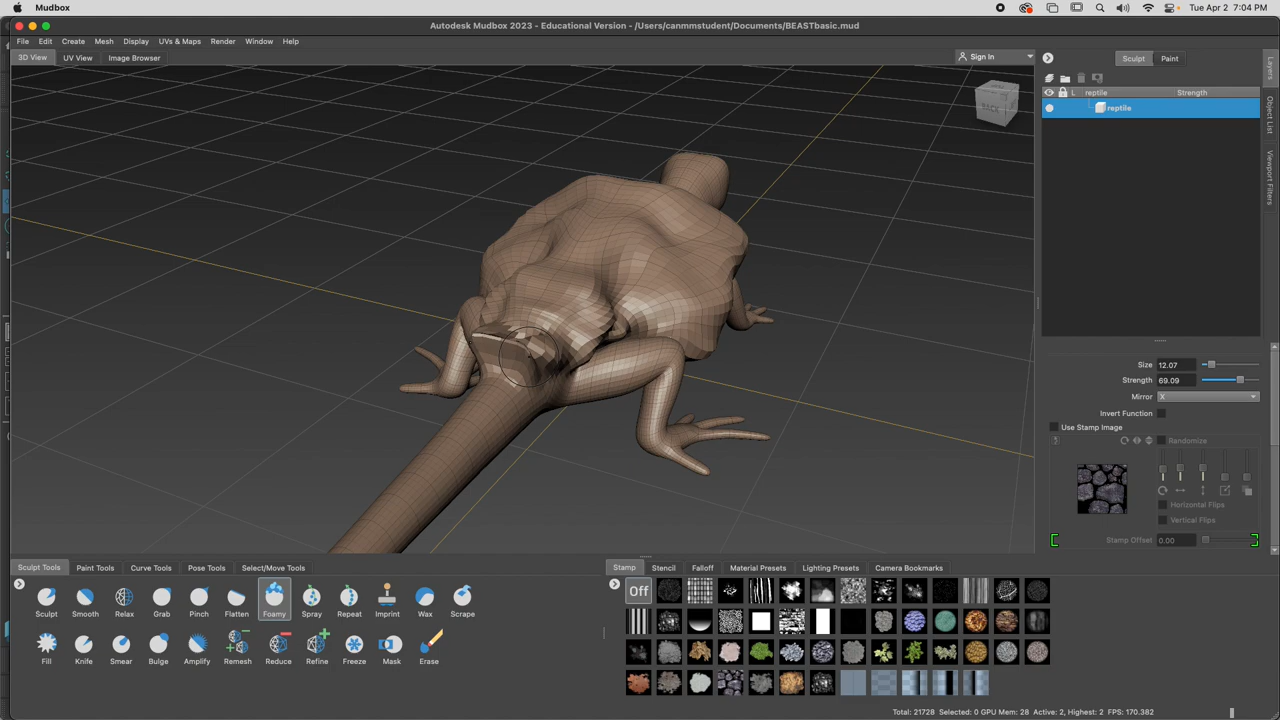 Mudbox
Tue Apr 2 7:04 PM
Autodesk Mudbox 2023 - Educational Version - /Users/canmmstudent/Documents/BEASTbasic.mud
File Edit Create Mesh Display UVs & Maps Render Window Help
3D View UV View Image Browser
Sign In
Sculpt Paint
L reptile Strength
reptile
Layers
Object List
Viewport Filters
BACK
Size 12.07
Strength 69.09
Mirror X
Invert Function
Use Stamp Image
Randomize
Horizontal Flips
Vertical Flips
Stamp Offset 0.00
Sculpt Tools Paint Tools Curve Tools Pose Tools Select/Move Tools
Sculpt Smooth Relax Grab Pinch Flatten Foamy Spray Repeat Imprint Wax Scrape
Fill Knife Smear Bulge Amplify Remesh Reduce Refine Freeze Mask Erase
Stamp Stencil Falloff Material Presets Lighting Presets Camera Bookmarks
Off
Total: 21728 Selected: 0 GPU Mem: 28 Active: 2, Highest: 2 FPS: 170.382